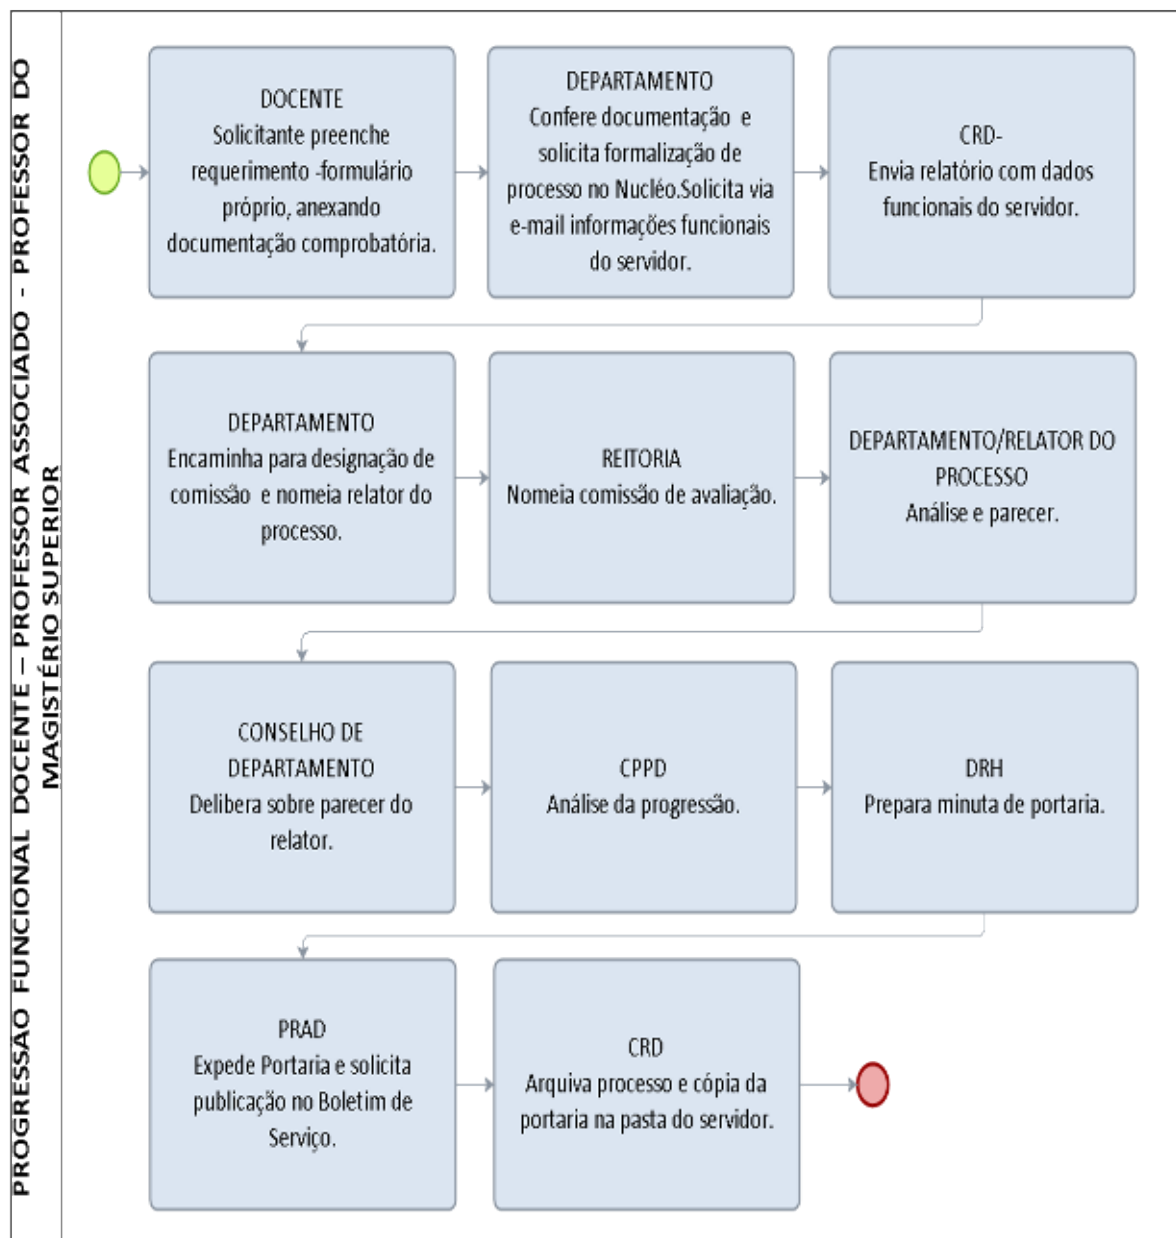 PROGRESSAO FUNCIONAL DOCENTE – PROFESSOR ASSOCIADO - PROFESSOR DO
MAGISTÉRIO SUPERIOR
DOCENTE
Solicitante preenche
requerimento -formulário
próprio, anexando
documentação comprobatória.
DEPARTAMENTO
Confere documentação e
solicita formalização de
processo no Nucléo.Solicita via
e-mail informações funcionais
do servidor.
CRD-
Envia relatório com dados
funcionais do servidor.
DEPARTAMENTO
Encaminha para designação de
comissão e nomeia relator do
processo.
REITORIA
Nomeia comissão de avaliação.
DEPARTAMENTO/RELATOR DO
PROCESSO
Análise e parecer.
CONSELHO DE
DEPARTAMENTO
Delibera sobre parecer do
relator.
CPPD
Análise da progressão.
DRH
Prepara minuta de portaria.
PRAD
Expede Portaria e solicita
publicação no Boletim de
Serviço.
CRD
Arquiva processo e cópia da
portaria na pasta do servidor.